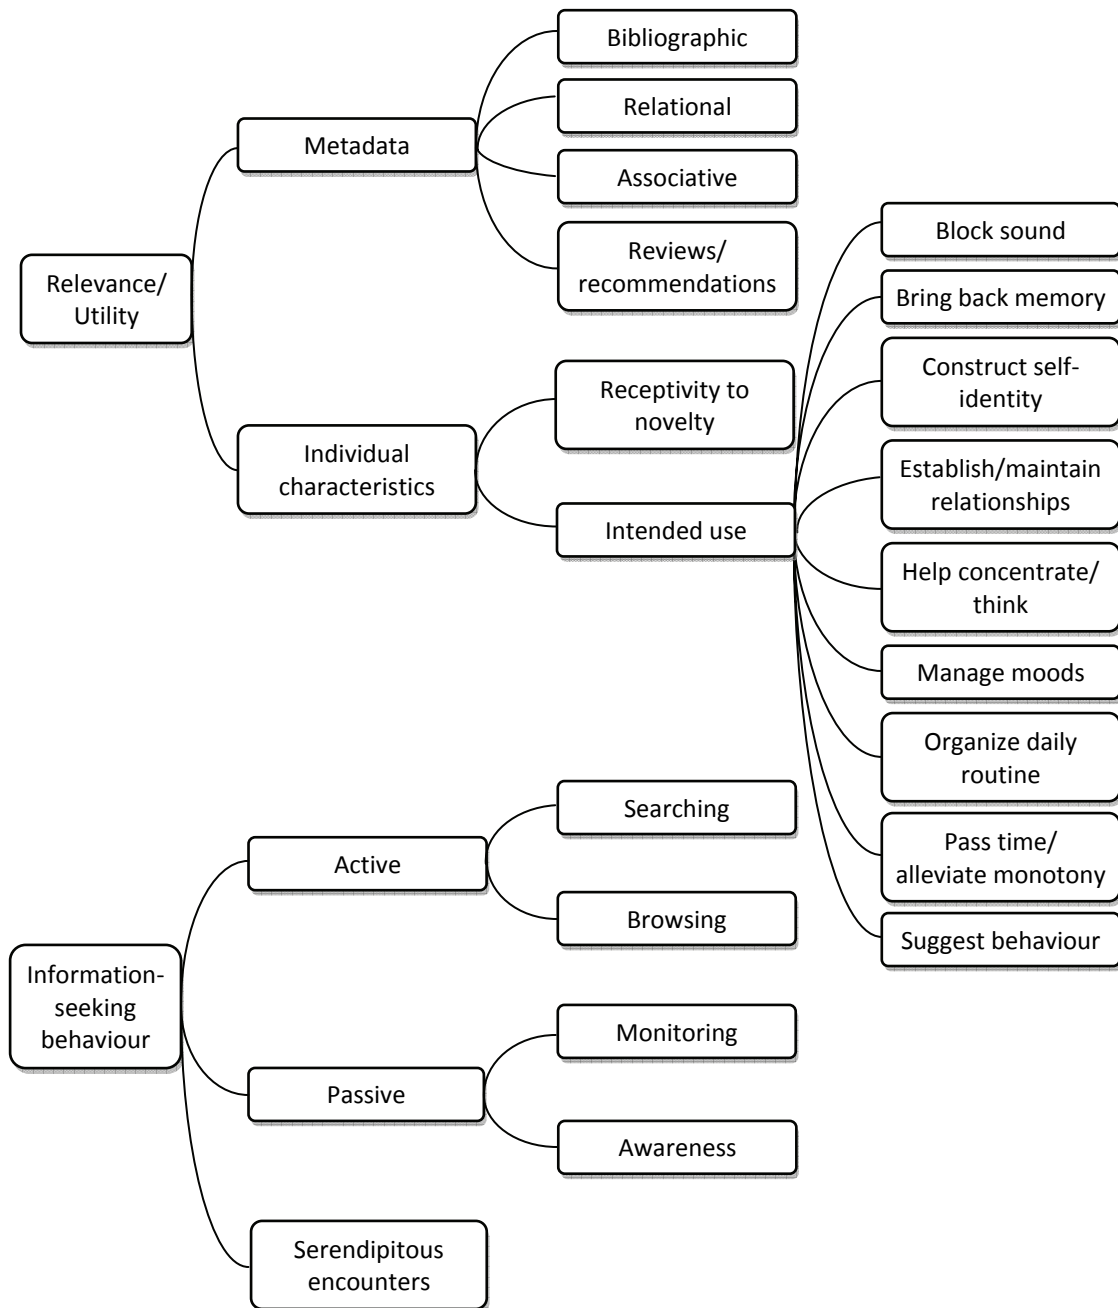 Relevance/
Utility
Metadata
Bibliographic
Relational
Associative
Reviews/
recommendations
Individual
characteristics
Receptivity to
novelty
Intended use
Block sound
Bring back memory
Construct self-
identity
Establish/maintain
relationships
Help concentrate/
think
Manage moods
Organize daily
routine
Pass time/
alleviate monotony
Suggest behaviour
Information-
seeking
behaviour
Active
Searching
Browsing
Passive
Monitoring
Awareness
Serendipitous
encounters